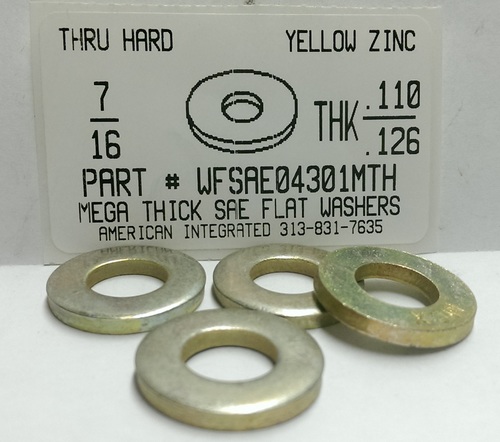 THRU HARD YELLOW ZINC
7
16
THK .110
.126
PART # WFSAE04301MTH
MEGA THICK SAE FLAT WASHERS
AMERICAN INTEGRATED 313-831-7635